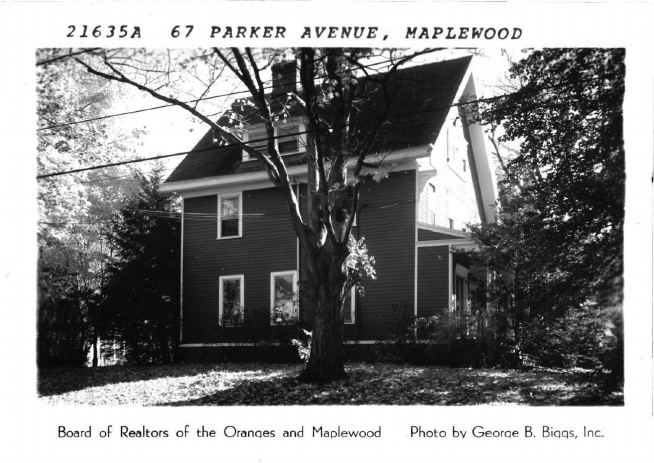 21635A 67 PARKER AVENUE, MAPLEWOOD
Board of Realtors of the Oranges and Maplewood Photo by George B. Biggs, Inc.